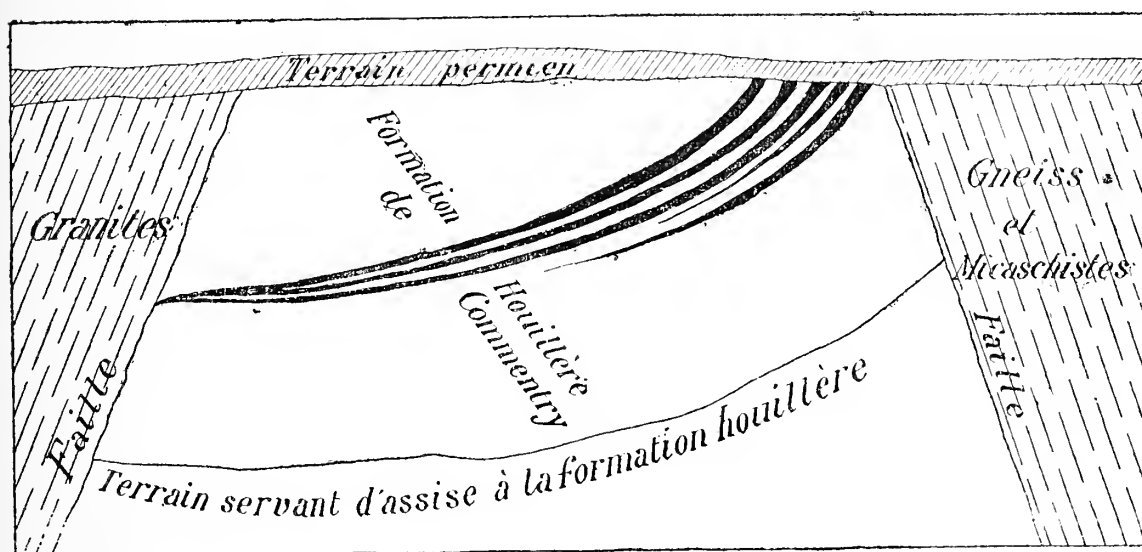 Terrain permien
Formation
de
Houillère
Commentry
Granites
Gneiss
et
Micaschistes
Faille
Faille
Terrain servant d'assise à la formation houillère